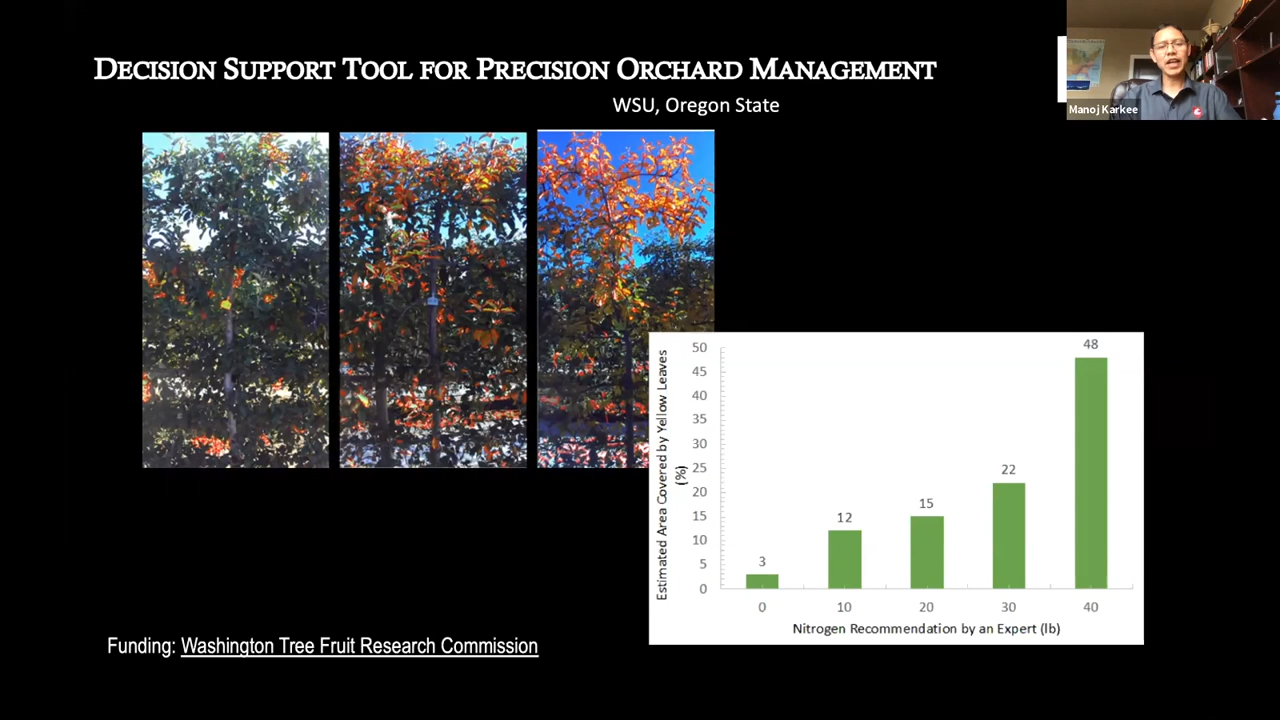 DECISION SUPPORT TOOL FOR PRECISION ORCHARD MANAGEMENT
WSU, Oregon State
Manoj Karkee
Estimated Area Covered by Yellow Leaves
(%)
50
45
40
35
30
25
20
15
10
5
0
3
12
15
22
48
0 10 20 30 40
Nitrogen Recommendation by an Expert (lb)
Funding: Washington Tree Fruit Research Commission